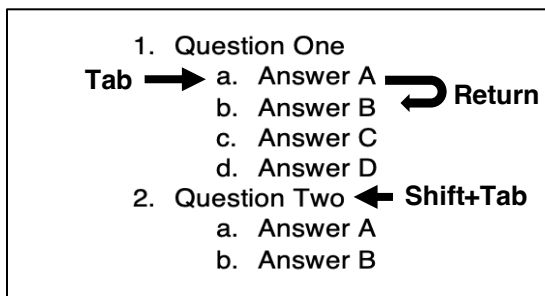 1. Question One
Tab a. Answer A
b. Answer B Return
c. Answer C
d. Answer D
2. Question Two Shift+Tab
a. Answer A
b. Answer B